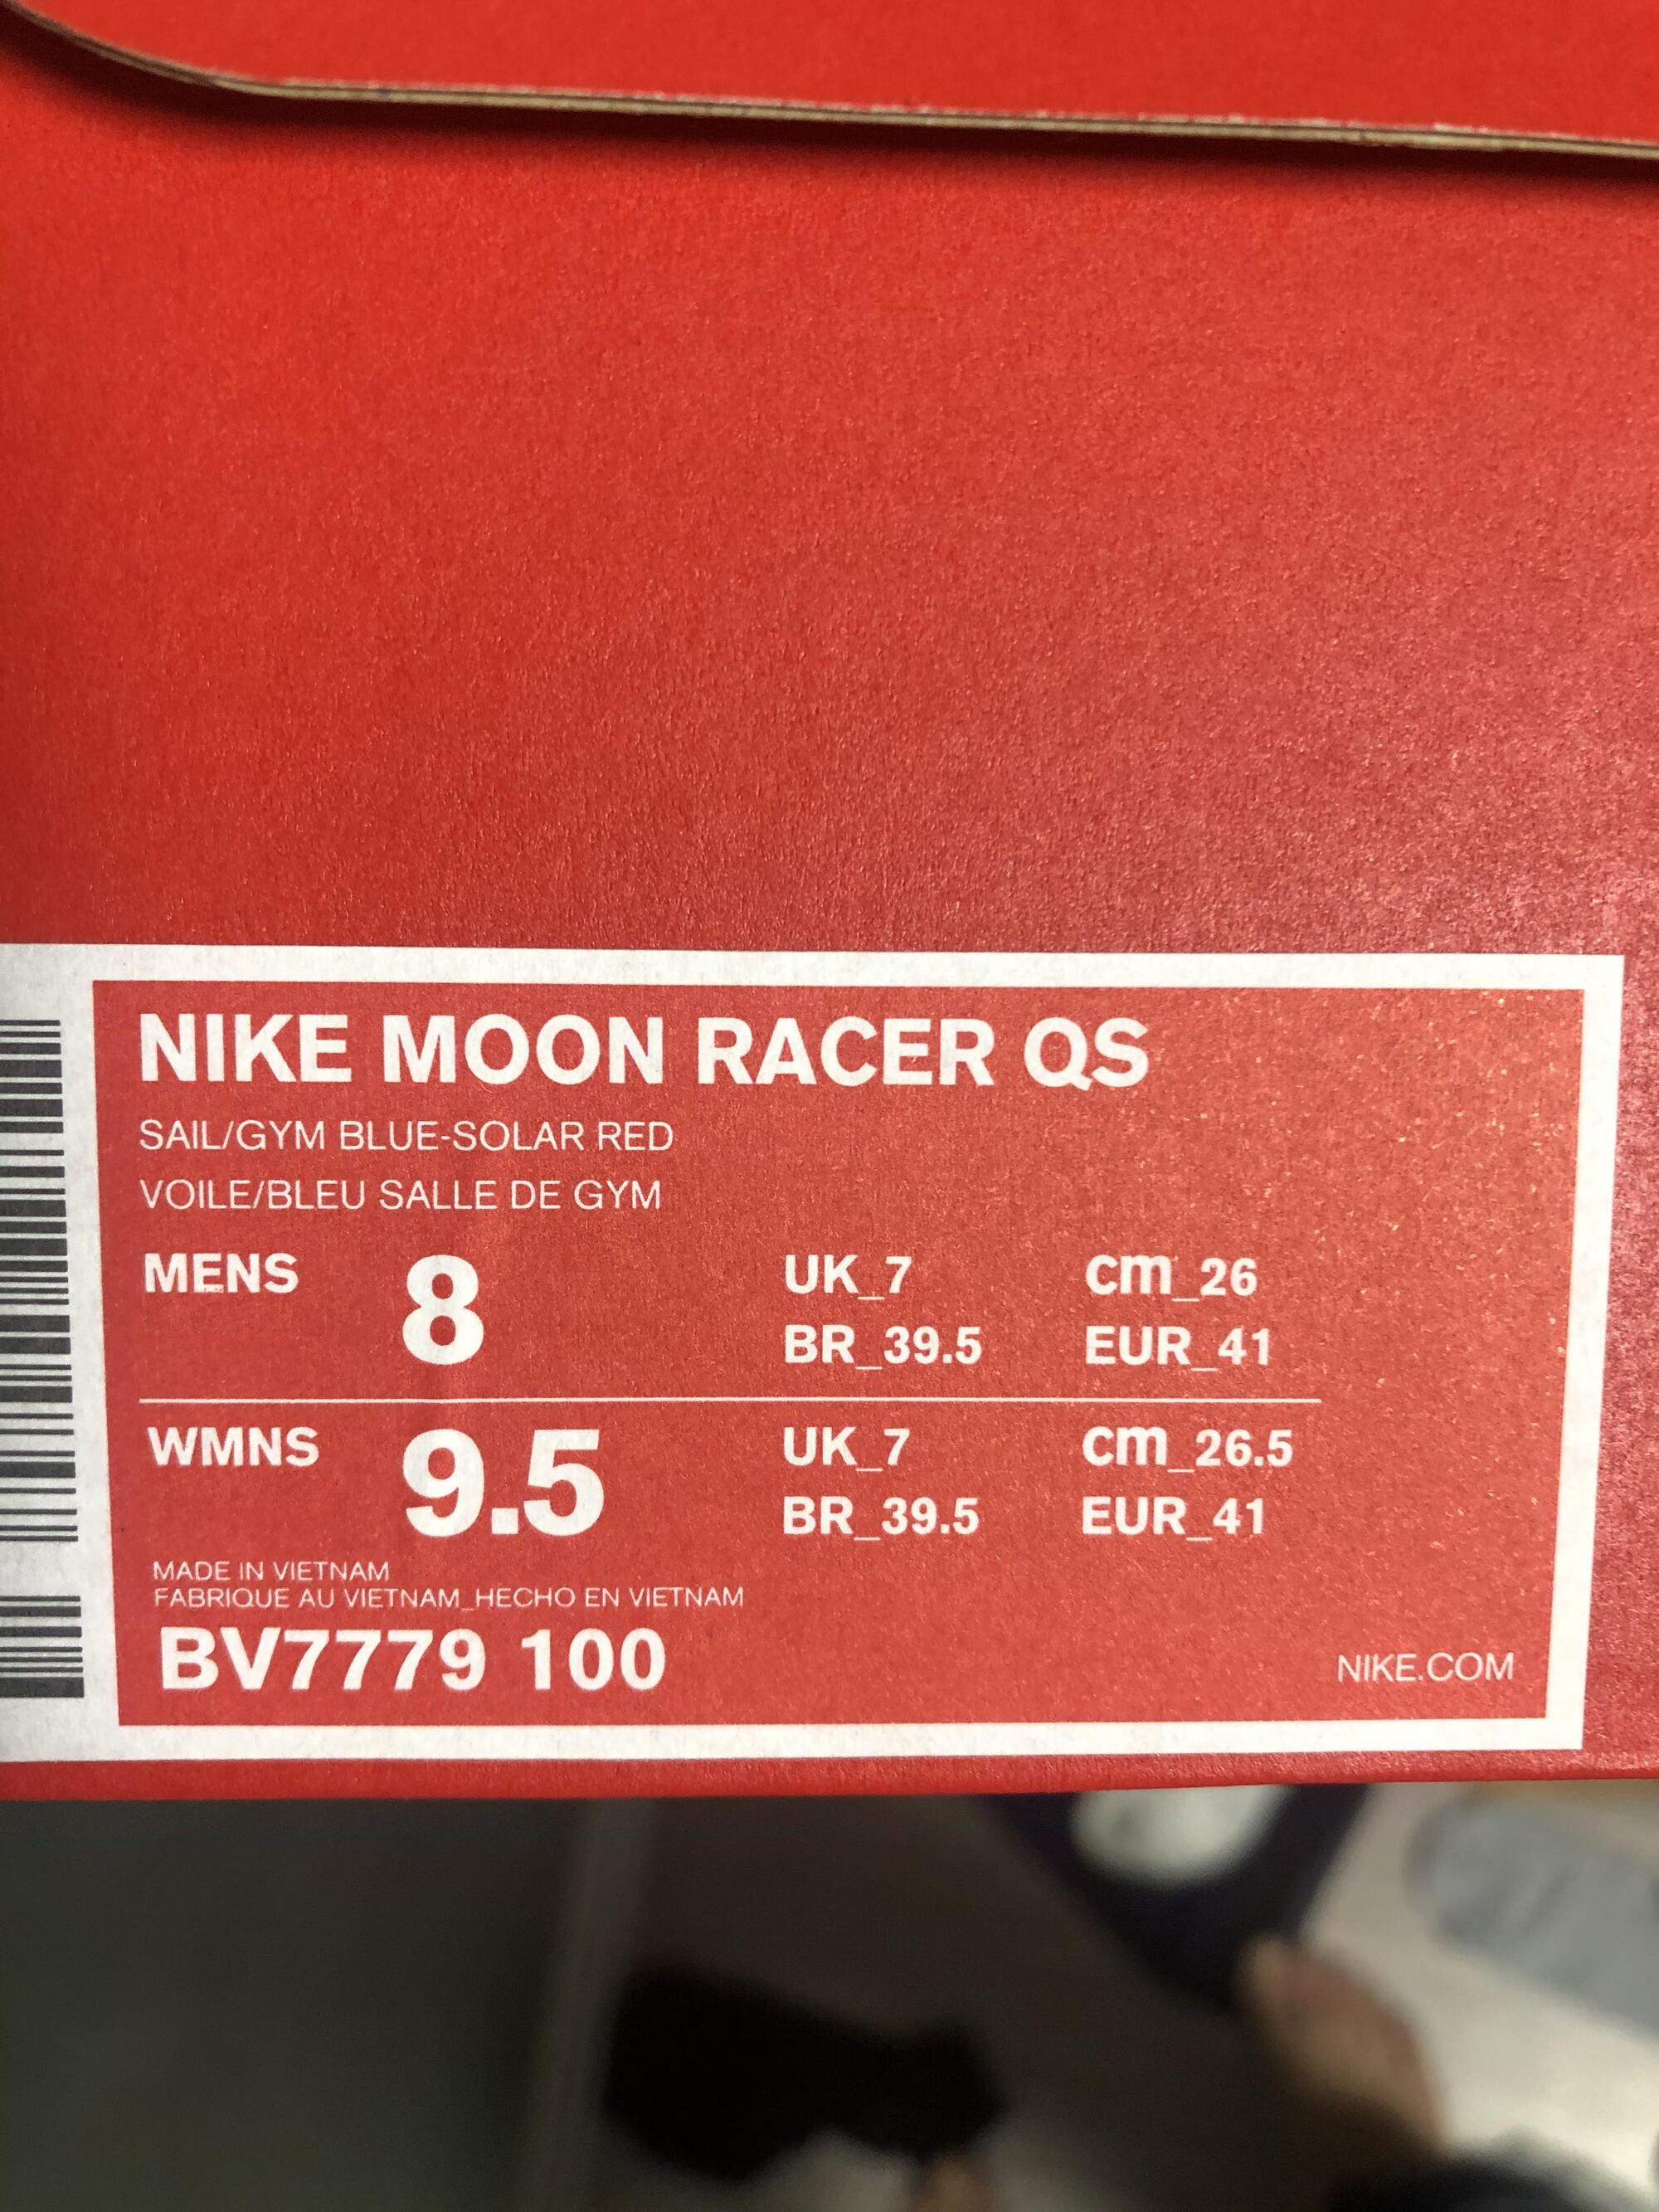 NIKE MOON RACER QS
SAIL/GYM BLUE-SOLAR RED
VOILE/BLEU SALLE DE GYM
MENS 8 UK_7 cm_26
BR_39.5 EUR_41
WMNS 9.5 UK_7 cm_26.5
BR_39.5 EUR_41
MADE IN VIETNAM
FABRIQUE AU VIETNAM_HECHO EN VIETNAM
BV7779 100 NIKE.COM